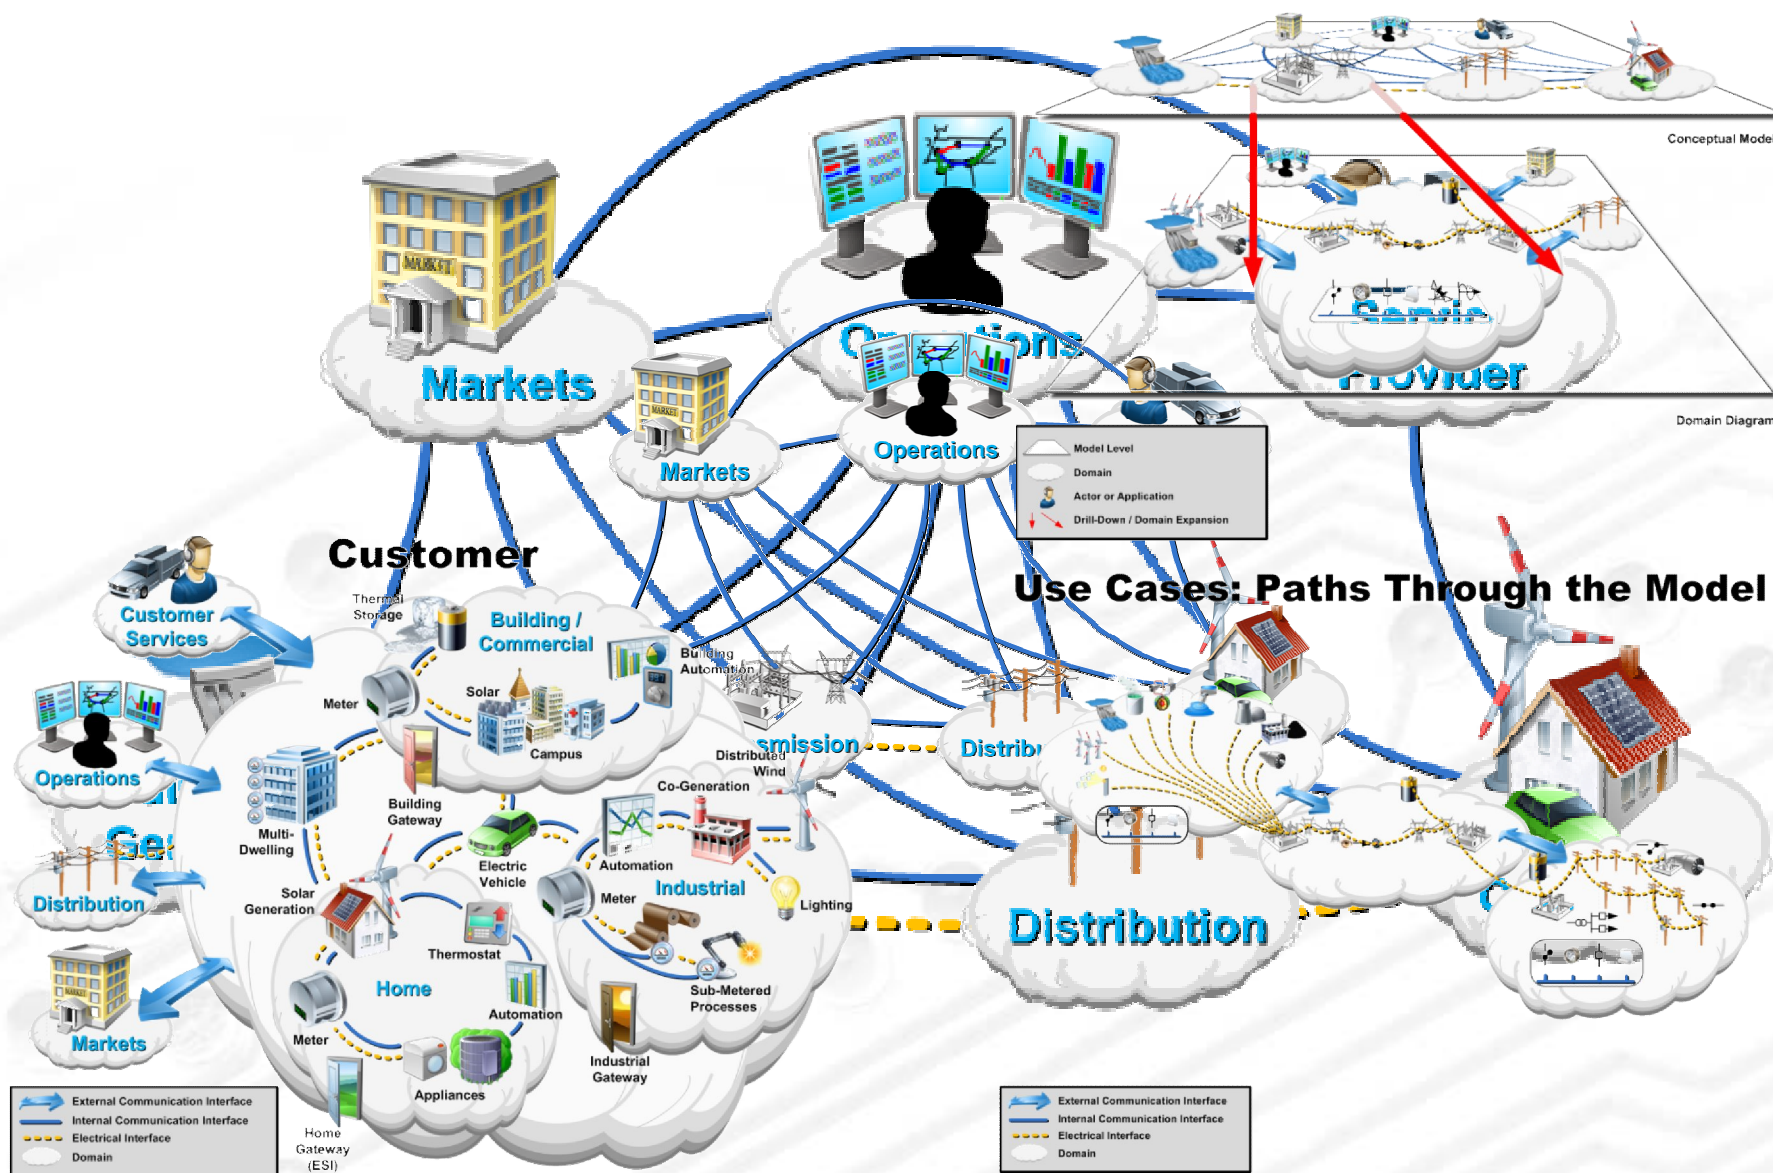 Conceptual Model
Domain Diagram
Markets
Operations
Provider
Markets
Operations
Model Level
Domain
Actor or Application
Drill-Down / Domain Expansion
Customer
Use Cases: Paths Through the Model
Customer
Services
Thermal
Storage
Building /
Commercial
Building
Automation
Meter
Solar
Campus
Operations
Building
Gateway
Multi-
Dwelling
Distributed
Wind
Co-Generation
Automation
Electric
Vehicle
Industrial
Meter
Lighting
Solar
Generation
Distribution
Thermostat
Distribution
Home
Sub-Metered
Processes
Automation
Meter
Markets
Industrial
Gateway
Appliances
Home
Gateway
(ESI)
External Communication Interface
Internal Communication Interface
Electrical Interface
Domain
External Communication Interface
Internal Communication Interface
Electrical Interface
Domain